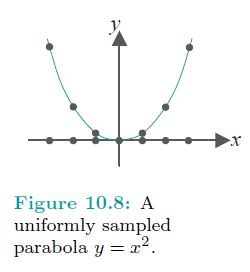 y
x
Figure 10.8: A
uniformly sampled
parabola y = x².